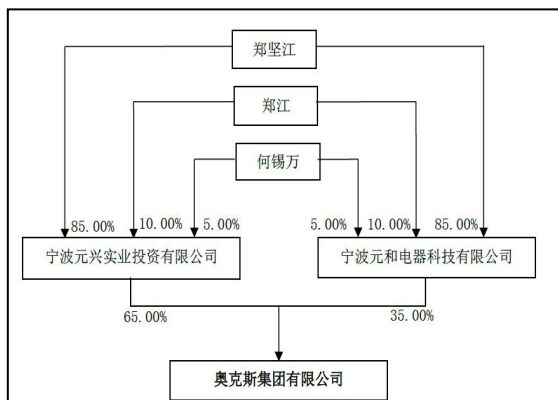 郑坚江
郑江
何锡万
85.00%
10.00%
5.00%
5.00%
10.00%
85.00%
宁波元兴实业投资有限公司
宁波元和电器科技有限公司
65.00%
35.00%
奥克斯集团有限公司